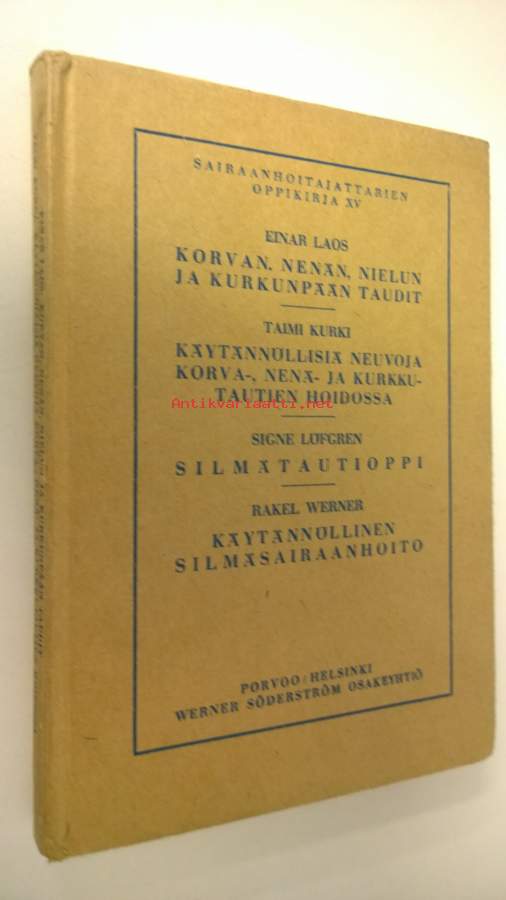 SAIRAANHOITAJATTARIEN
OPPIKIRJA XV
EINAR LAOS
KORVAN, NENÄN, NIELUN
JA KURKUNPÄÄN TAUDIT
TAIMI KURKI
KÄYTÄNNÖLLISIÄ NEUVOJA
KORVA-, NENÄ- JA KURKKU-
TAUTIEN HOIDOSSA
Antikvariaatti.net
SIGNE LÖFGREN
SILMÄTAUTIOPPI
RAKEL WERNER
KÄYTÄNNÖLLINEN
SILMÄSAIRAANHOITO
PORVOO/HELSINKI
WERNER SÖDERSTRÖM OSAKEYHTIÖ